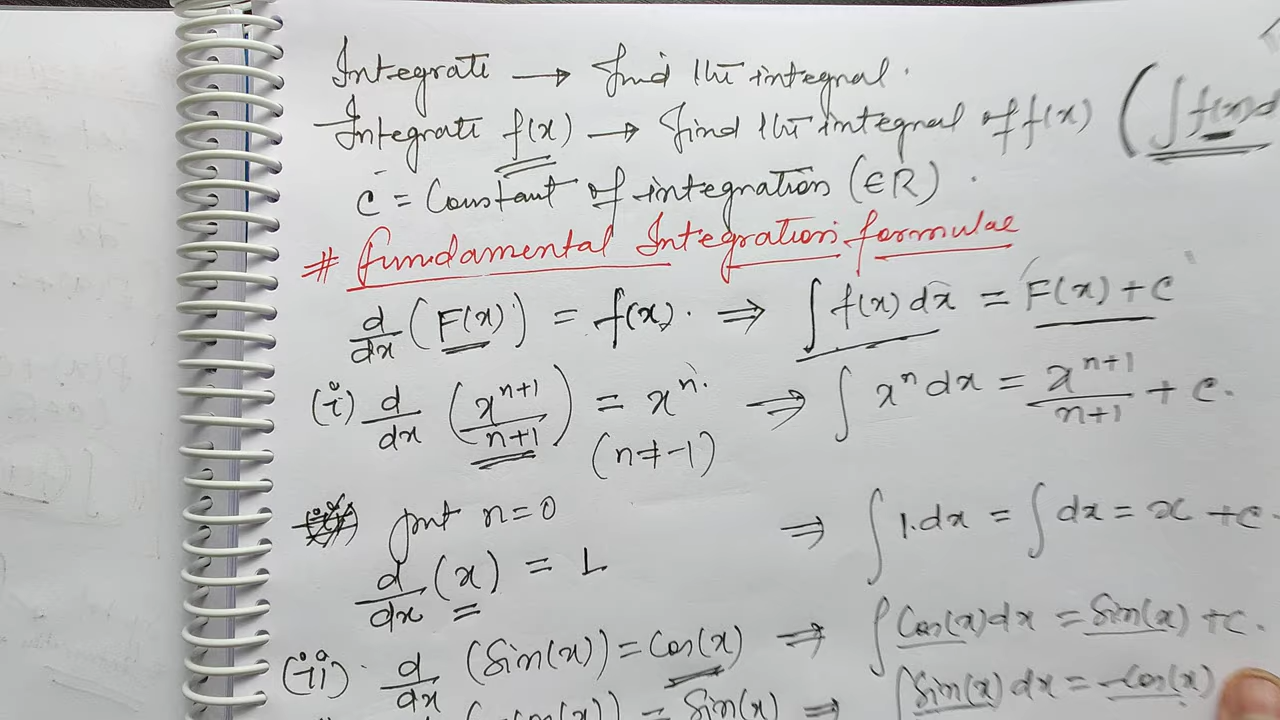 Integrate → find the integral.
Integrate f(x) → find the integral of f(x) (∫f(x)d
C = Constant of integration (∈R).
# Fundamental Integration formulae
d/dx (F(x)) = f(x). ⇒ ∫ f(x) dx = F(x) + C
(i) d/dx (x^{n+1}/(n+1)) = x^n. ⇒ ∫ x^n dx = x^{n+1}/(n+1) + C.
(n≠-1)
put n=0
d/dx (x) = 1 ⇒ ∫ 1.dx = ∫ dx = x + C.
(ii). d/dx (Sin(x)) = Cos(x) ⇒ ∫ Cos(x) dx = Sin(x) + C.
(x)) = Sin(x) ⇒ ∫ Sin(x) dx = -Cos(x)